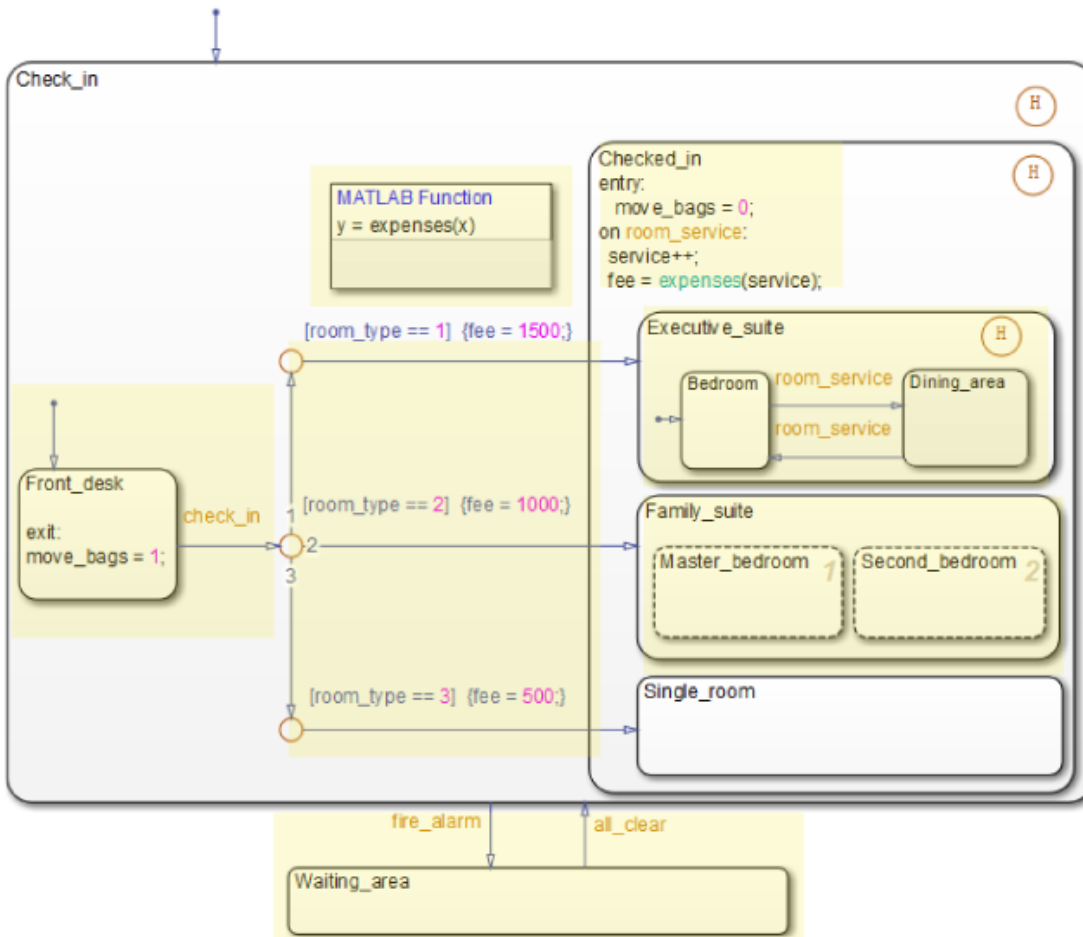 Check_in
H
Checked_in
H
entry:
move_bags = 0;
on room_service:
service++;
fee = expenses(service);
MATLAB Function
y = expenses(x)
[room_type == 1] {fee = 1500;}
Executive_suite
H
Bedroom
room_service
Dining_area
room_service
Front_desk
exit:
move_bags = 1;
check_in
1
2
3
[room_type == 2] {fee = 1000;}
Family_suite
Master_bedroom
1
Second_bedroom
2
[room_type == 3] {fee = 500;}
Single_room
fire_alarm
all_clear
Waiting_area